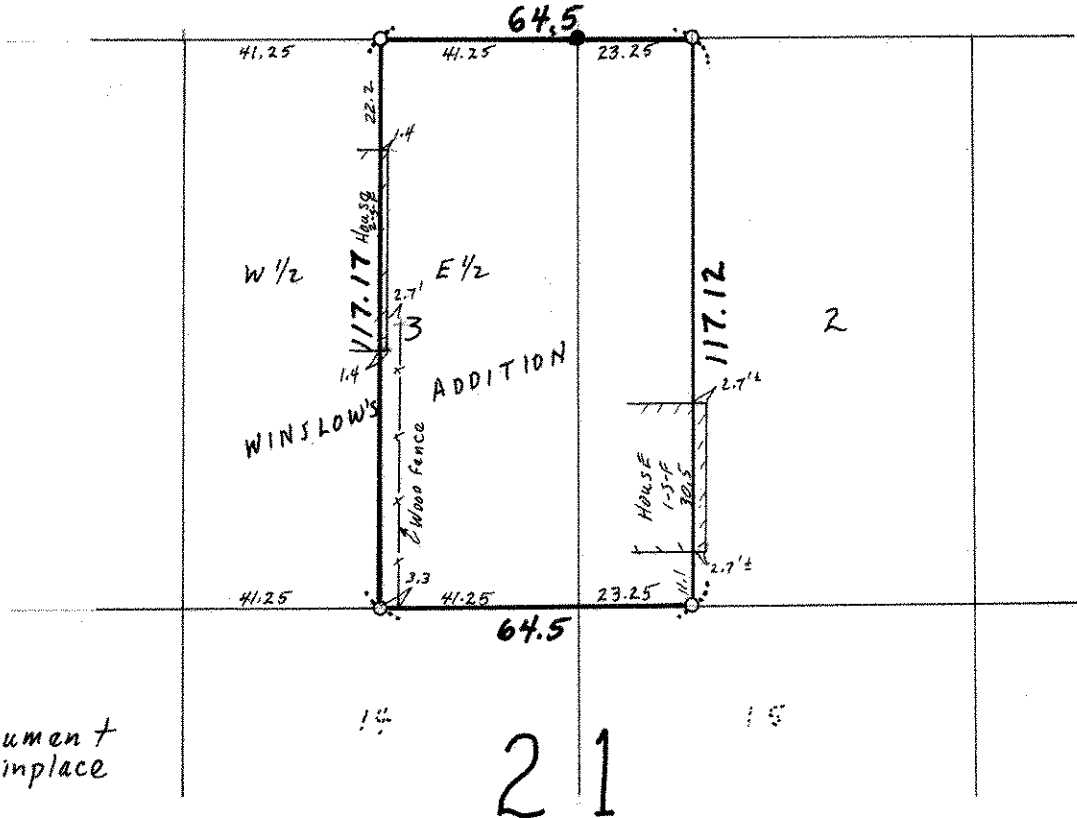 64.5
41.25 41.25 23.25
22.2
1.4
House
2-S-F
W 1/2 E 1/2
117.17
117.12
2.7'
3
2
1.4
WINSLOW'S ADDITION
2.7'±
Wood Fence
HOUSE
1-S-F
30.5
2.7'±
3.3
11.1
41.25 41.25 23.25
64.5
14 15
ument
inplace
21